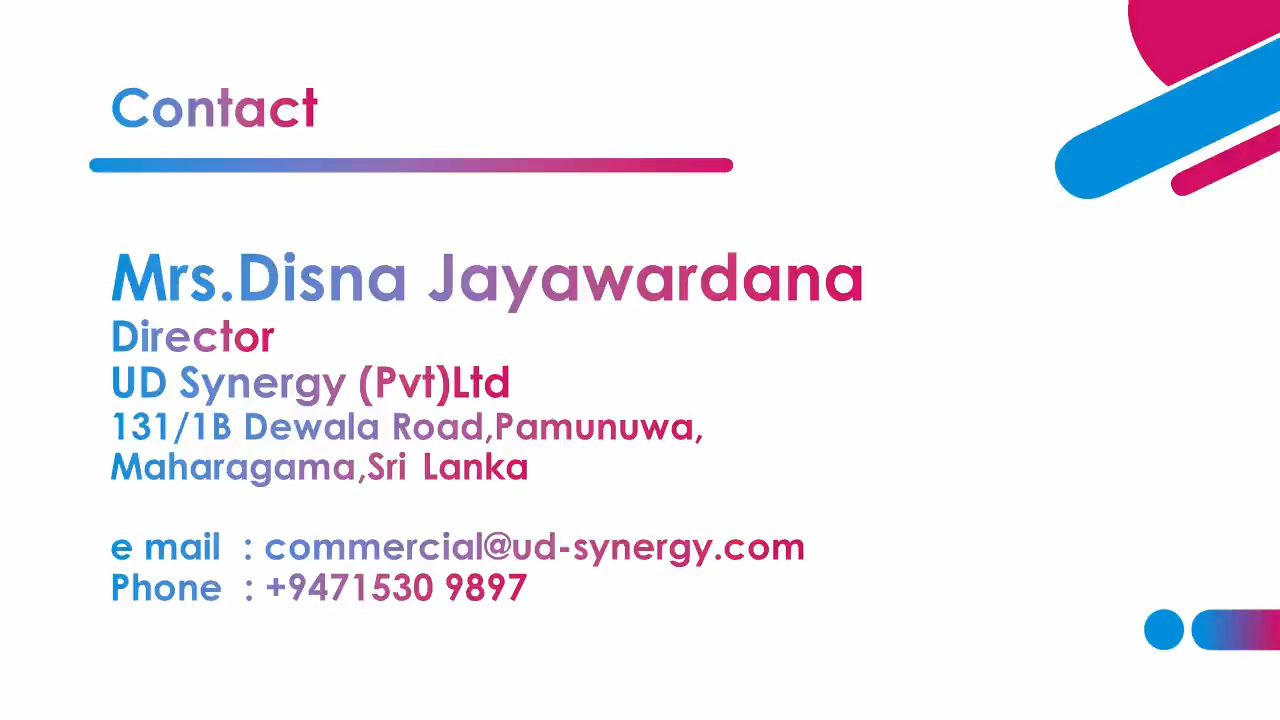 Contact
Mrs.Disna Jayawardana
Director
UD Synergy (Pvt)Ltd
131/1B Dewala Road,Pamunuwa,
Maharagama,Sri Lanka
e mail : commercial@ud-synergy.com
Phone : +9471530 9897